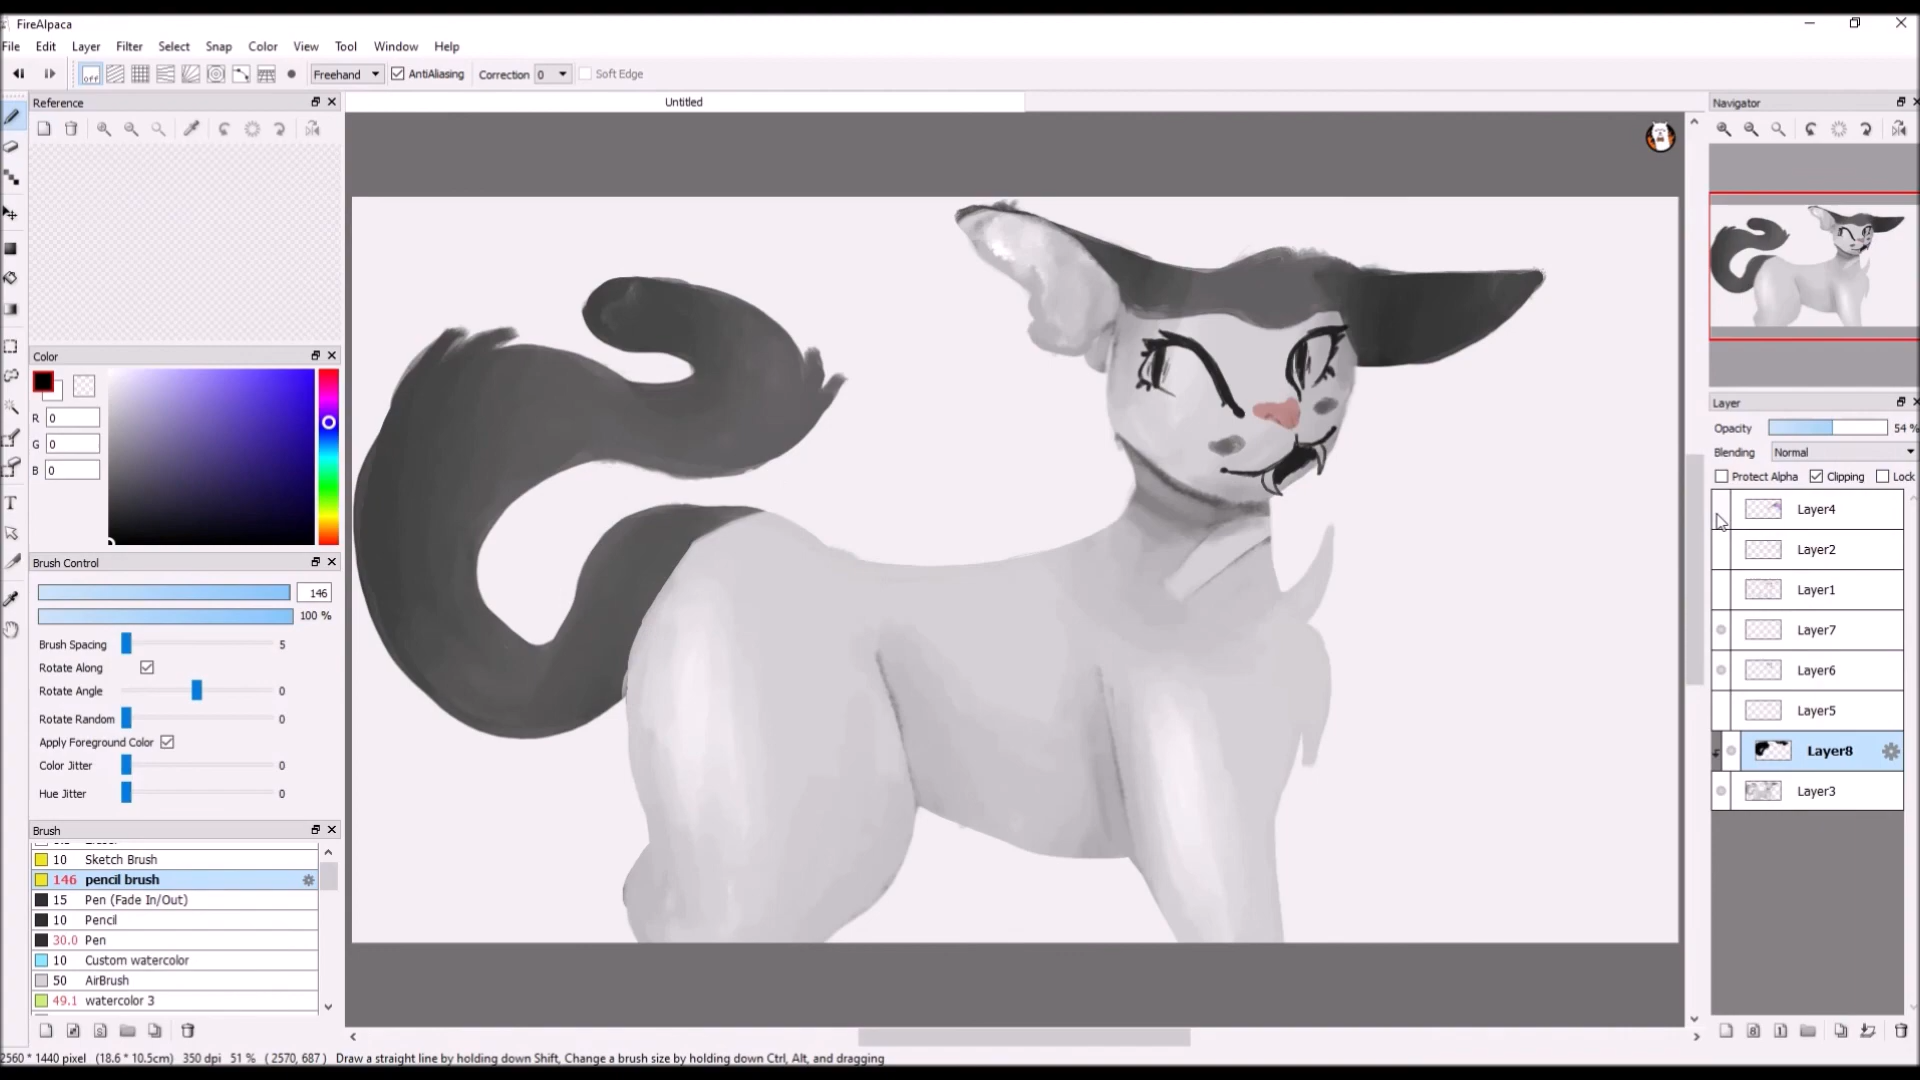 FireAlpaca
File Edit Layer Filter Select Snap Color View Tool Window Help
off Freehand AntiAliasing Correction 0 Soft Edge
Reference
Untitled
Navigator
Color
R 0
G 0
B 0
Layer
Opacity 54 %
Blending Normal
Protect Alpha Clipping Lock
Layer4
Layer2
Layer1
Layer7
Layer6
Layer5
Layer8
Layer3
Brush Control
146
100 %
Brush Spacing 5
Rotate Along
Rotate Angle 0
Rotate Random 0
Apply Foreground Color
Color Jitter 0
Hue Jitter 0
Brush
10 Sketch Brush
146 pencil brush
15 Pen (Fade In/Out)
10 Pencil
30.0 Pen
10 Custom watercolor
50 AirBrush
49.1 watercolor 3
2560 * 1440 pixel (18.6 * 10.5cm) 350 dpi 51 % ( 2570, 687 ) Draw a straight line by holding down Shift, Change a brush size by holding down Ctrl, Alt, and dragging